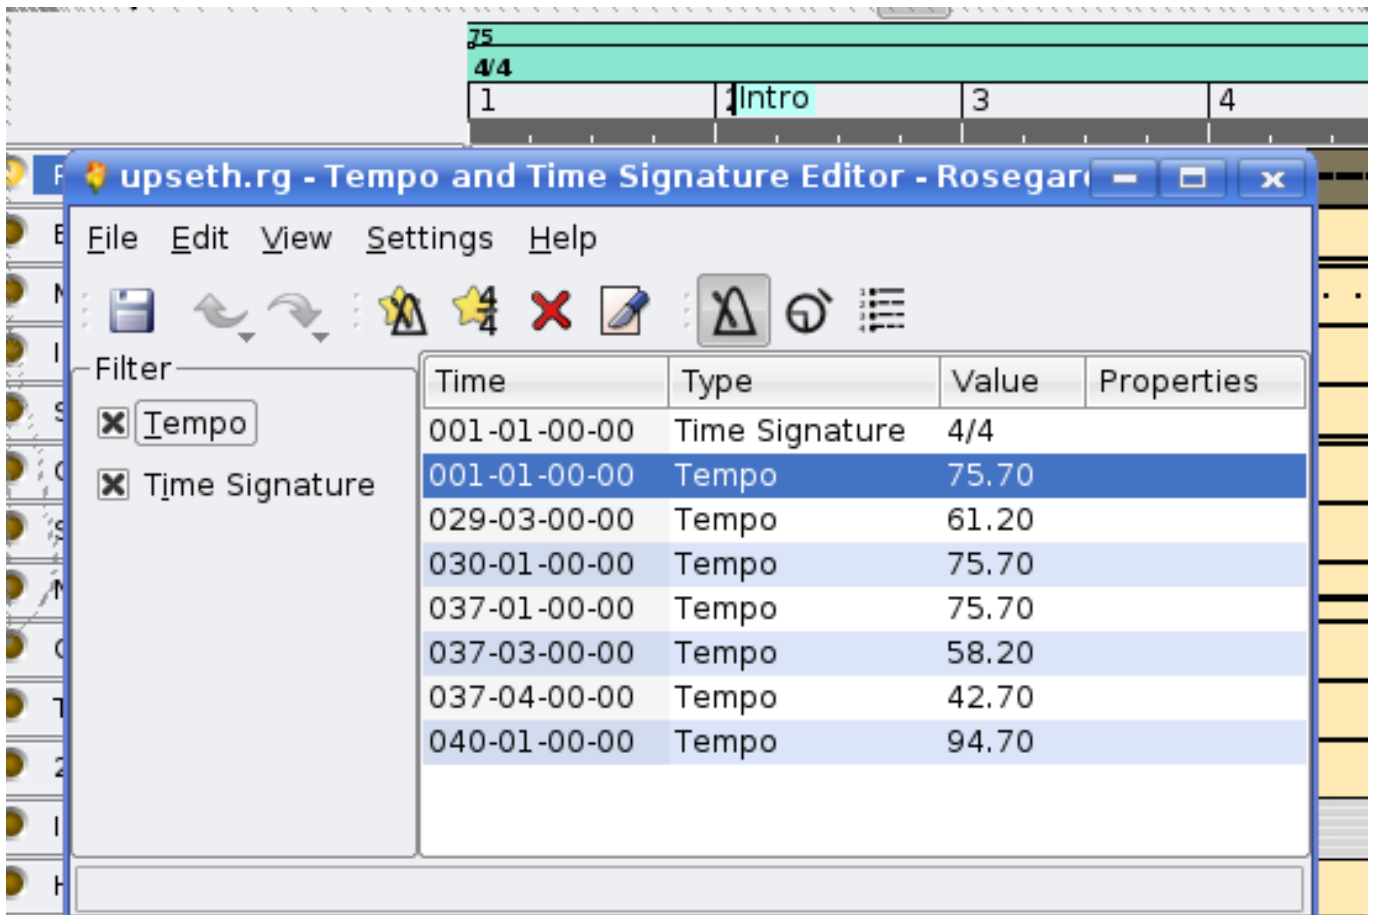 75
4/4
1 Intro 3 4
upseth.rg - Tempo and Time Signature Editor - Rosegar
File Edit View Settings Help
4
4
Filter
Tempo
Time Signature
Time Type Value Properties
001-01-00-00 Time Signature 4/4
001-01-00-00 Tempo 75.70
029-03-00-00 Tempo 61.20
030-01-00-00 Tempo 75.70
037-01-00-00 Tempo 75.70
037-03-00-00 Tempo 58.20
037-04-00-00 Tempo 42.70
040-01-00-00 Tempo 94.70